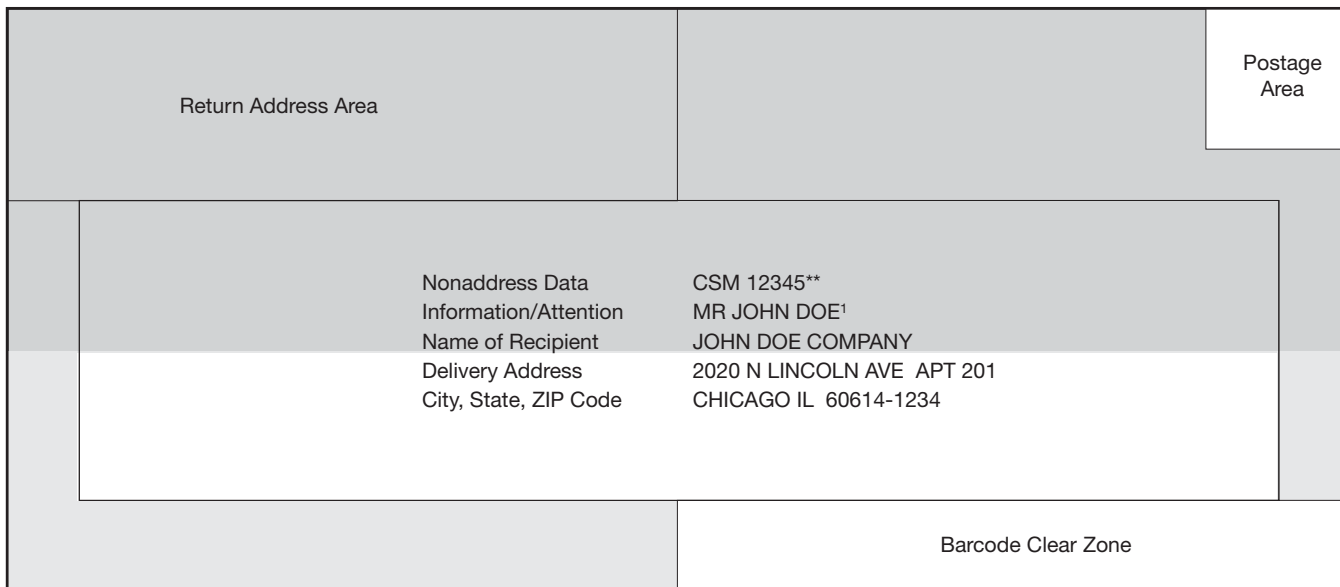 Return Address Area
Postage
Area
Nonaddress Data CSM 12345**
Information/Attention MR JOHN DOE¹
Name of Recipient JOHN DOE COMPANY
Delivery Address 2020 N LINCOLN AVE  APT 201
City, State, ZIP Code CHICAGO IL  60614-1234
Barcode Clear Zone